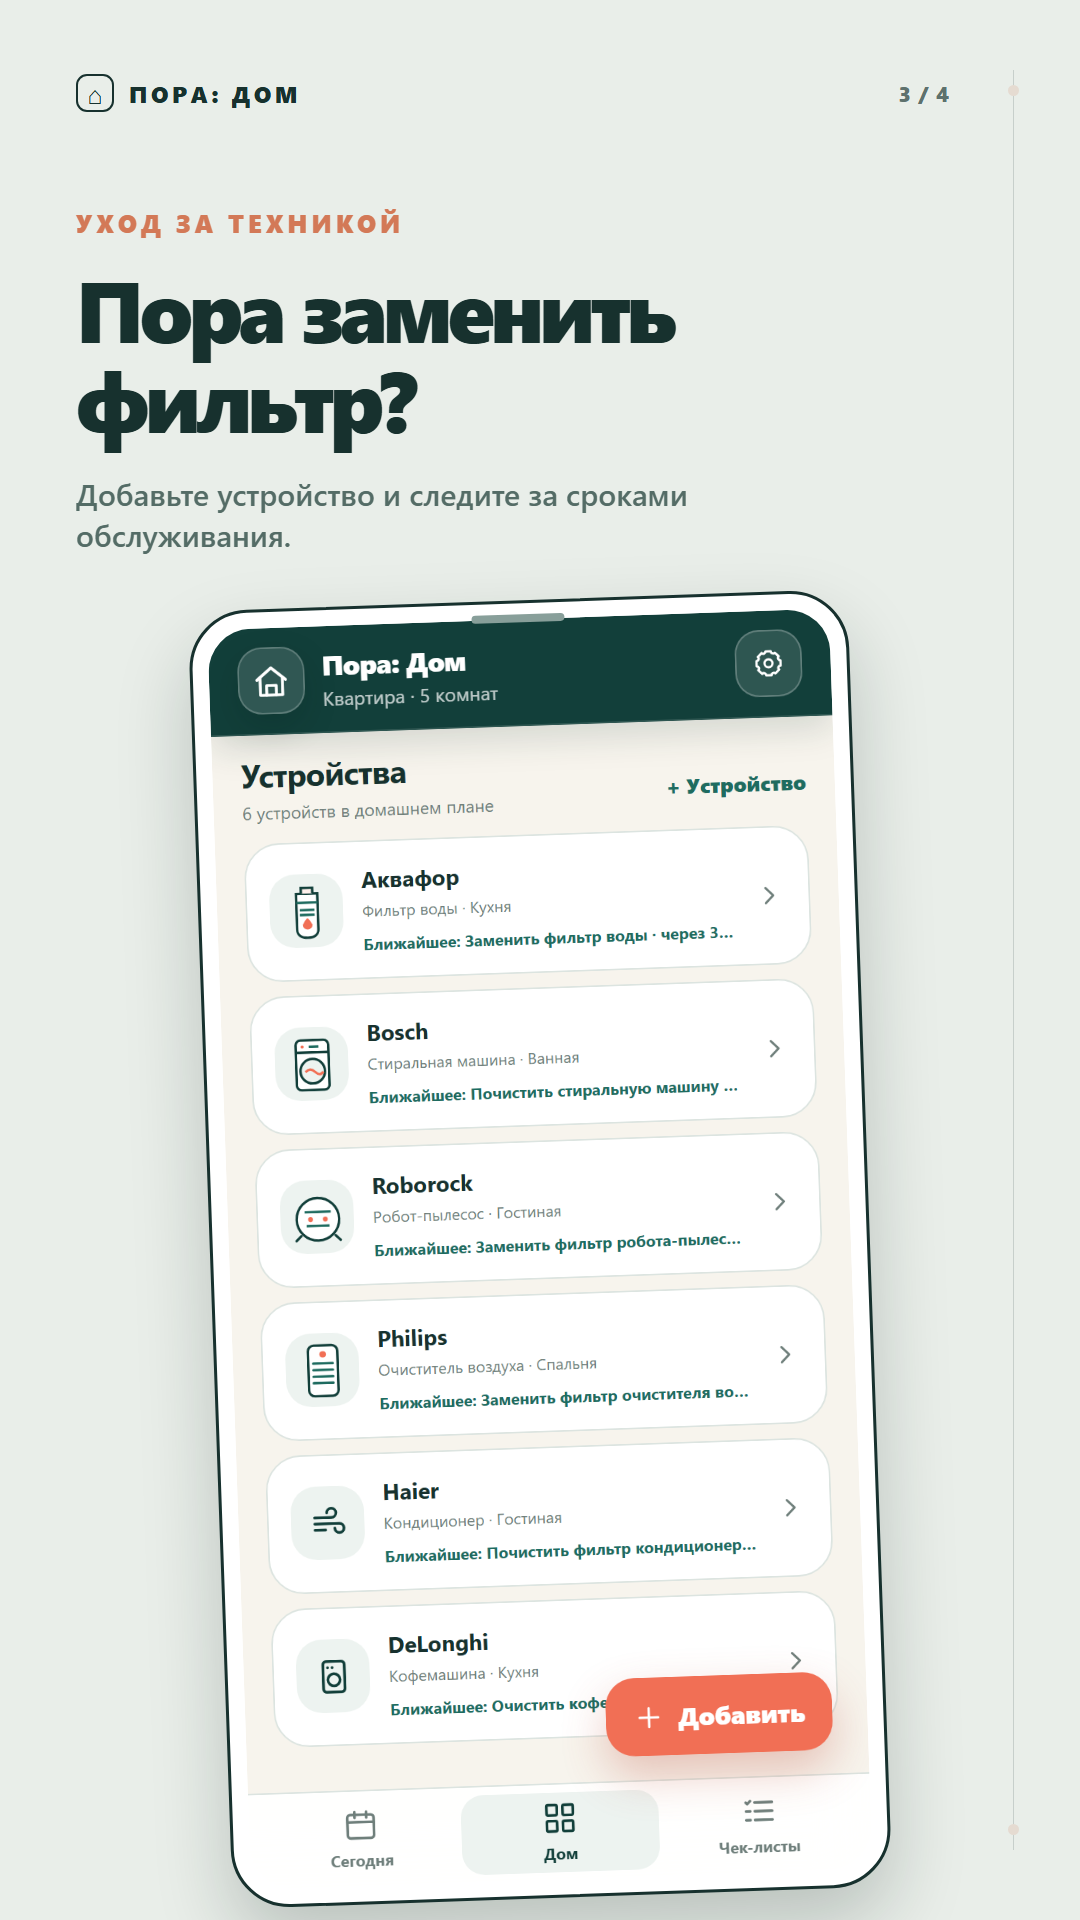 ПОРА: ДОМ
3 / 4
УХОД ЗА ТЕХНИКОЙ
Пора заменить
фильтр?
Добавьте устройство и следите за сроками
обслуживания.
Пора: Дом
Квартира · 5 комнат
Устройства
6 устройств в домашнем плане
+ Устройство
Аквафор
Фильтр воды · Кухня
Ближайшее: Заменить фильтр воды · через 3...
Bosch
Стиральная машина · Ванная
Ближайшее: Почистить стиральную машину ...
Roborock
Робот-пылесос · Гостиная
Ближайшее: Заменить фильтр робота-пылес...
Philips
Очиститель воздуха · Спальня
Ближайшее: Заменить фильтр очистителя во...
Haier
Кондиционер · Гостиная
Ближайшее: Почистить фильтр кондиционер...
DeLonghi
Кофемашина · Кухня
Ближайшее: Очистить кофе
+ Добавить
Сегодня
Дом
Чек-листы